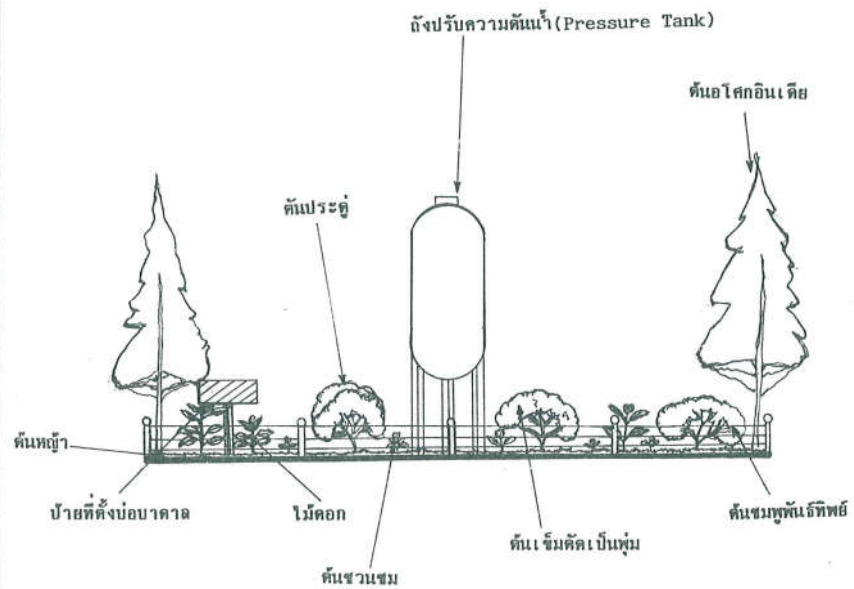 ถังปรับความดันน้ำ(Pressure Tank)
ต้นอโศกอินเดีย
ต้นประดู่
ต้นหญ้า
ป้ายที่ตั้งบ่อบาดาล
ไม้ดอก
ต้นชมพูพันธ์ทิพย์
ต้นเข็มตัดเป็นพุ่ม
ต้นชวนชม